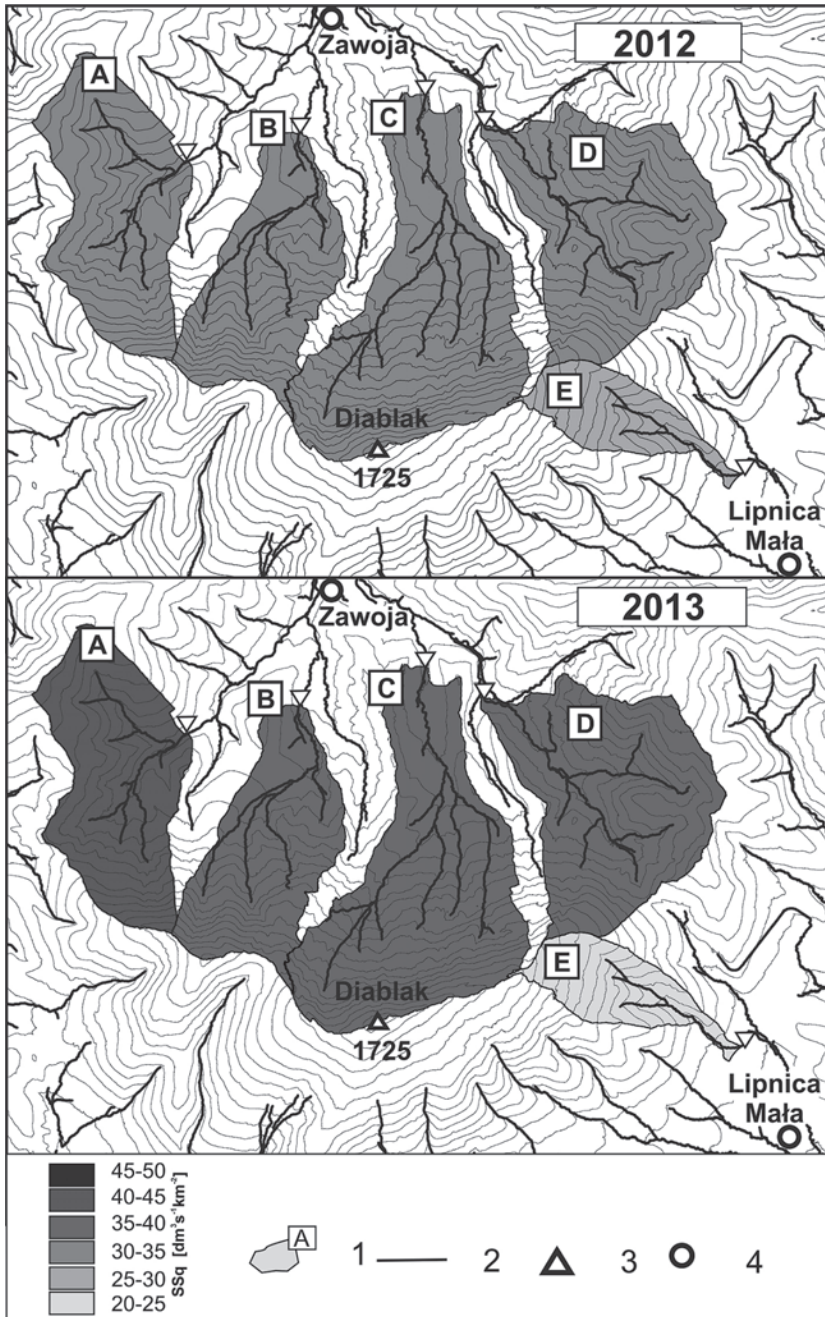 Zawoja
2012
A
B
C
D
E
Diablak
1725
Lipnica
Mała
Zawoja
2013
A
B
C
D
E
Diablak
1725
Lipnica
Mała
45-50
40-45
35-40
30-35
25-30
20-25
SSq [dm³s⁻¹km⁻²]
A 1 2 3 4